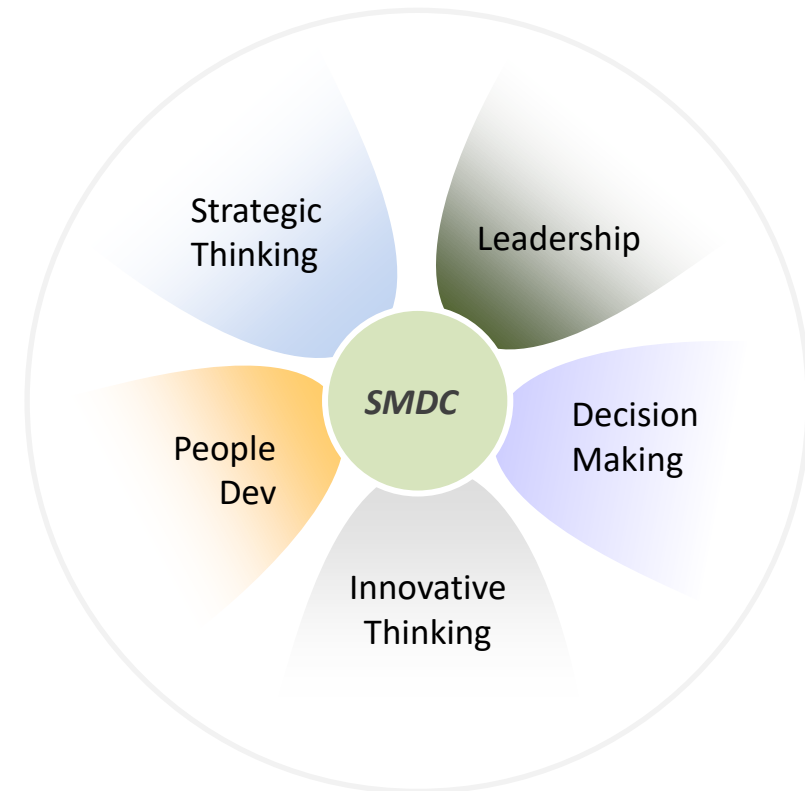 Strategic
Thinking
Leadership
SMDC
Decision
Making
People
Dev
Innovative
Thinking